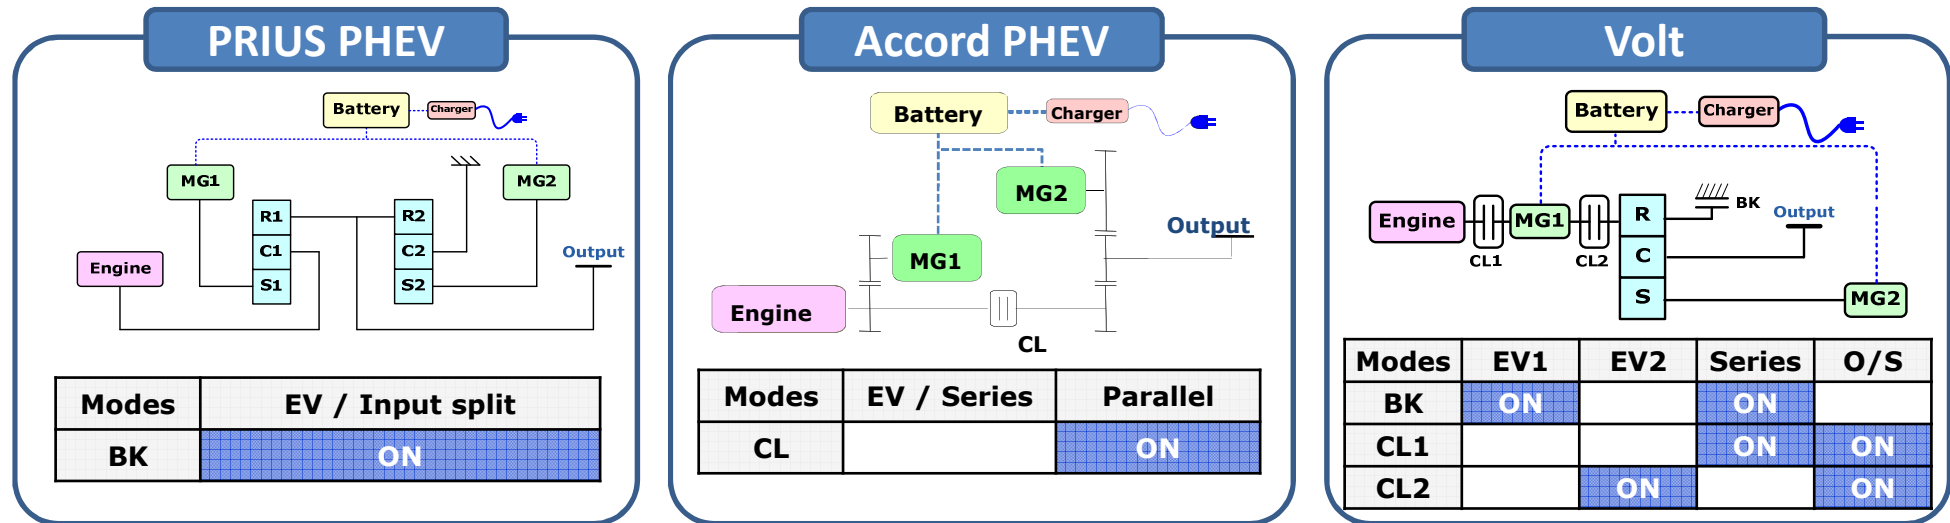 PRIUS PHEV
Battery
Charger
MG1
MG2
R1
R2
C1
C2
Output
Engine
S1
S2
Modes EV / Input split
BK ON
Accord PHEV
Battery
Charger
MG2
Output
MG1
Engine
CL
Modes EV / Series Parallel
CL ON
Volt
Battery
Charger
Engine
MG1
R
BK
Output
CL1
CL2
C
S
MG2
Modes EV1 EV2 Series O/S
BK ON ON
CL1 ON ON
CL2 ON ON